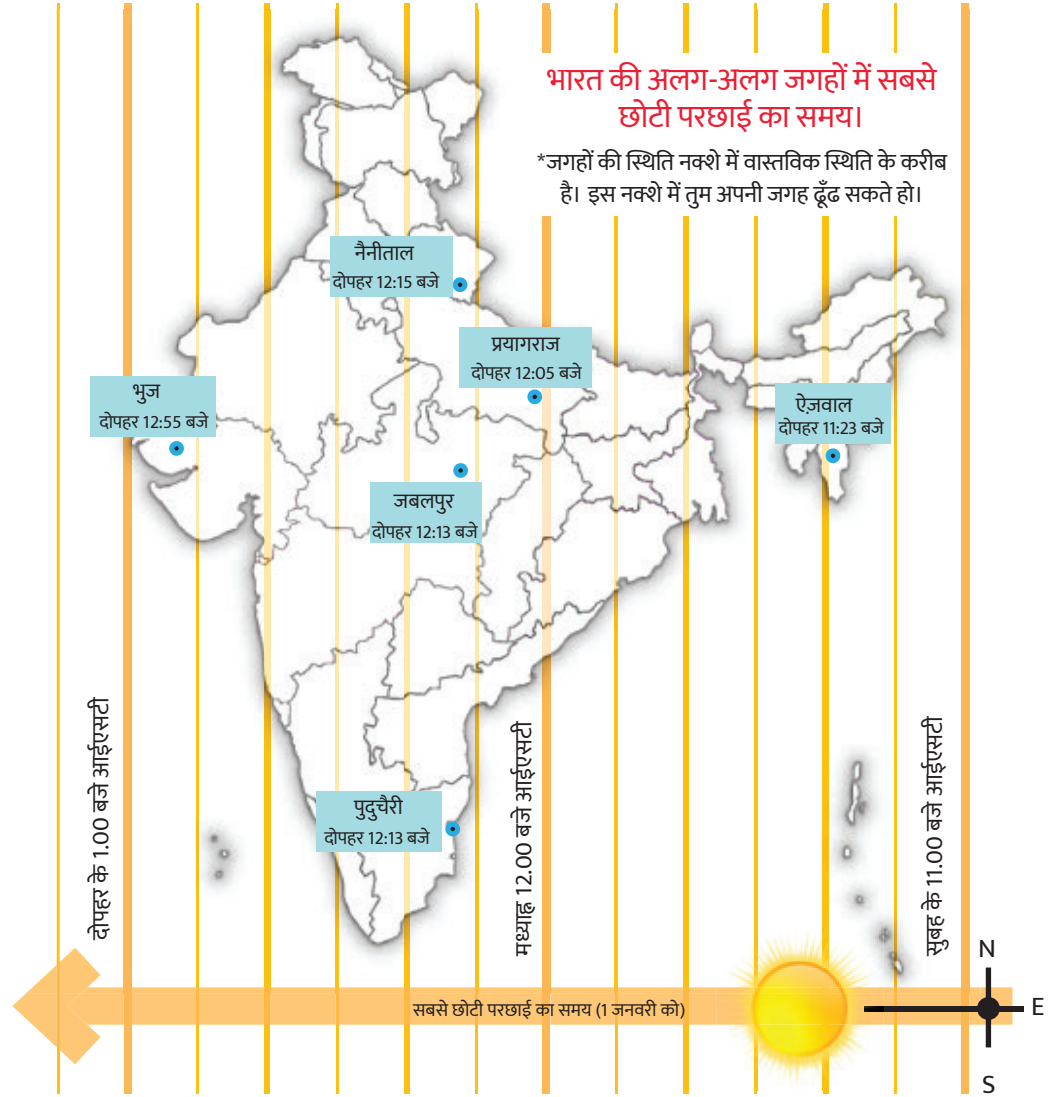 भारत की अलग-अलग जगहों में सबसे
छोटी परछाई का समय।
*जगहों की स्थिति नक्शे में वास्तविक स्थिति के करीब
है। इस नक्शे में तुम अपनी जगह ढूँढ सकते हो।
नैनीताल
दोपहर 12:15 बजे
प्रयागराज
दोपहर 12:05 बजे
भुज
दोपहर 12:55 बजे
ऐज़वाल
दोपहर 11:23 बजे
जबलपुर
दोपहर 12:13 बजे
पुदुचैरी
दोपहर 12:13 बजे
दोपहर के 1.00 बजे आईएसटी
मध्याह्न 12.00 बजे आईएसटी
सुबह के 11.00 बजे आईएसटी
सबसे छोटी परछाई का समय (1 जनवरी को)
N
E
S